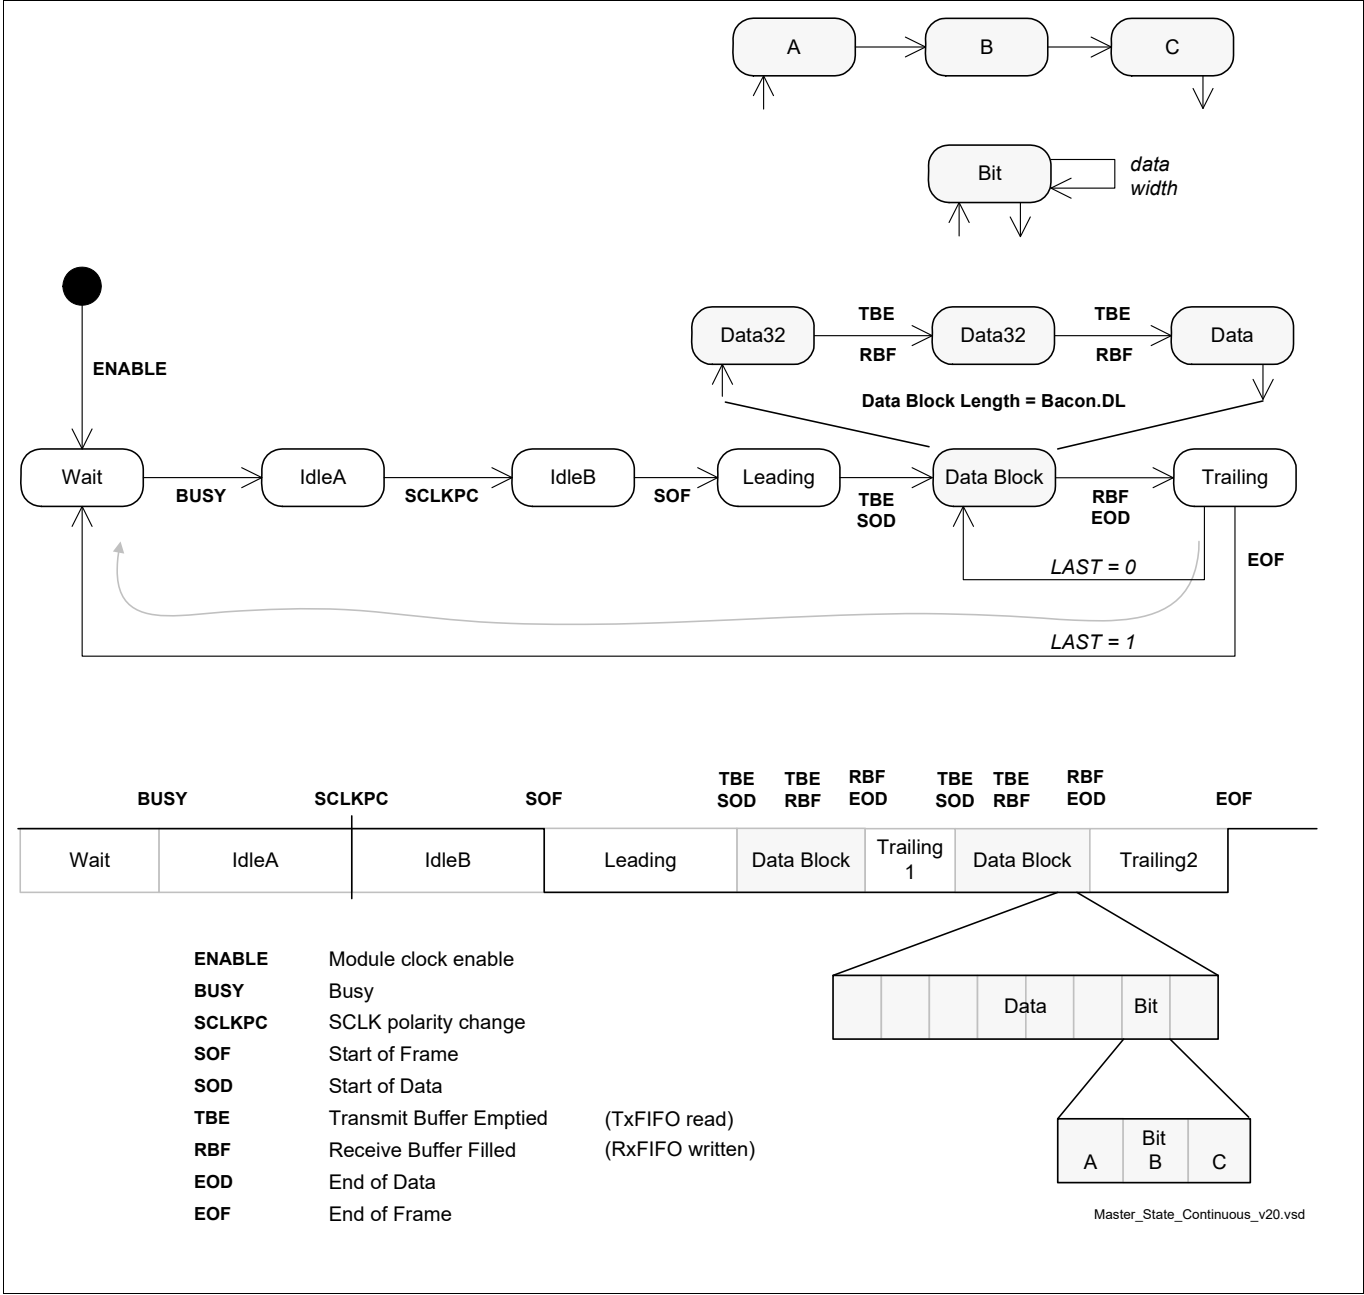 A B C
Bit
data
width
TBE TBE
Data32 Data32 Data
RBF RBF
ENABLE
Data Block Length = Bacon.DL
Wait IdleA IdleB Leading Data Block Trailing
BUSY SCLKPC SOF TBE RBF
SOD EOD
LAST = 0 EOF
LAST = 1
TBE TBE RBF TBE TBE RBF
BUSY SCLKPC SOF SOD RBF EOD SOD RBF EOD EOF
Wait IdleA IdleB Leading Data Block Trailing Data Block Trailing2
1
ENABLE Module clock enable
BUSY Busy
SCLKPC SCLK polarity change
SOF Start of Frame
SOD Start of Data
TBE Transmit Buffer Emptied (TxFIFO read)
RBF Receive Buffer Filled (RxFIFO written)
EOD End of Data
EOF End of Frame
Data Bit
Bit
A B C
Master_State_Continuous_v20.vsd